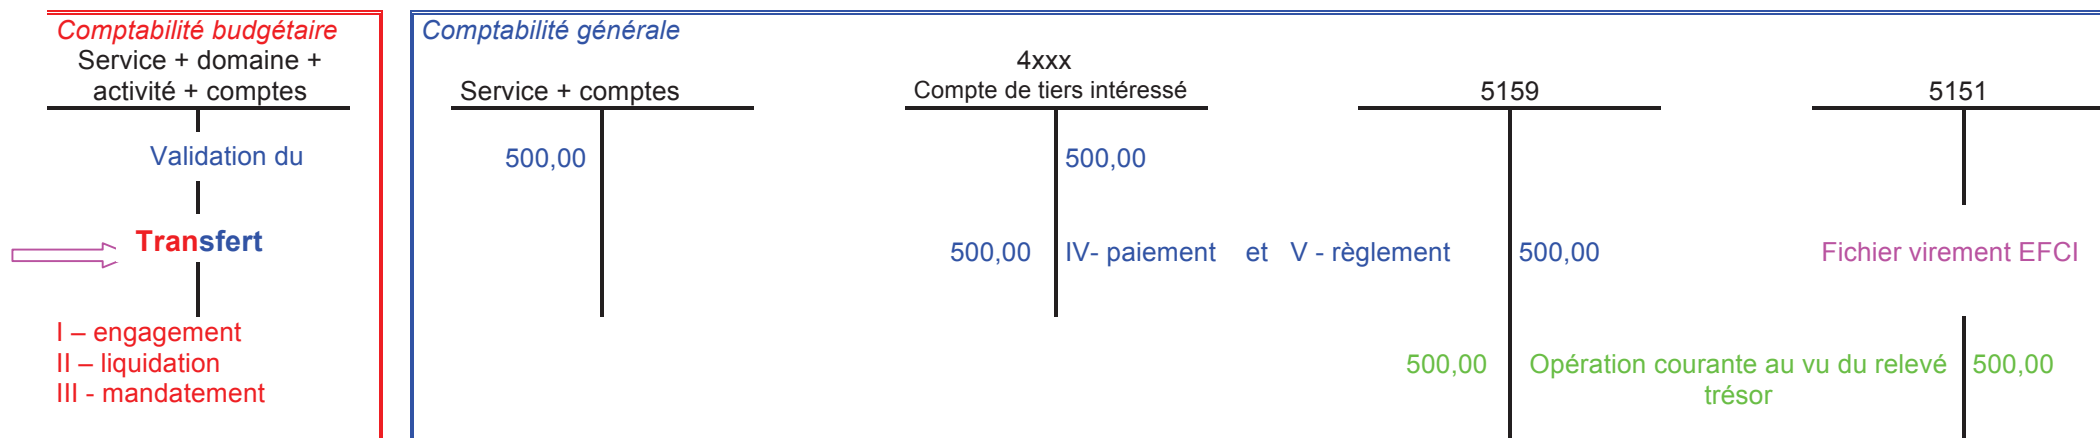 Comptabilité budgétaire
Service + domaine +
activité + comptes
Validation du
Transfert
I – engagement
II – liquidation
III - mandatement
Comptabilité générale
Service + comptes
4xxx
Compte de tiers intéressé
5159
5151
500,00 500,00
500,00 IV- paiement et V - règlement 500,00 Fichier virement EFCI
500,00 Opération courante au vu du relevé 500,00
trésor